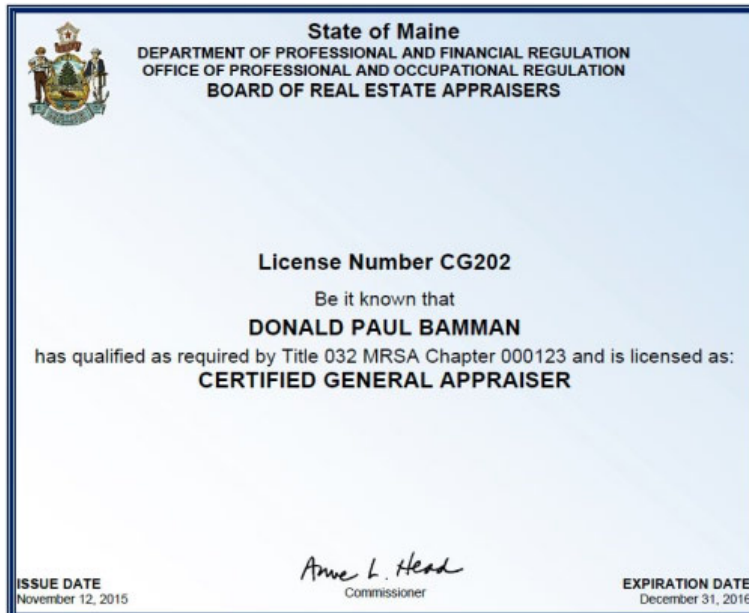 State of Maine
DEPARTMENT OF PROFESSIONAL AND FINANCIAL REGULATION
OFFICE OF PROFESSIONAL AND OCCUPATIONAL REGULATION
BOARD OF REAL ESTATE APPRAISERS
License Number CG202
Be it known that
DONALD PAUL BAMMAN
has qualified as required by Title 032 MRSA Chapter 000123 and is licensed as:
CERTIFIED GENERAL APPRAISER
Anne L. Head
Commissioner
ISSUE DATE
November 12, 2015
EXPIRATION DATE
December 31, 2016